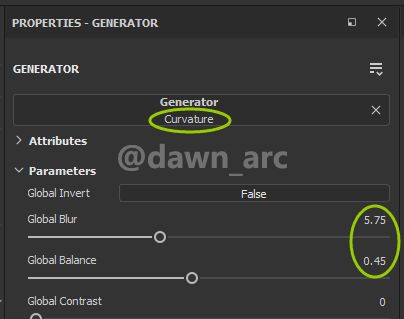 PROPERTIES - GENERATOR
GENERATOR
Generator
Curvature
Attributes
@dawn_arc
Parameters
Global Invert False
Global Blur 5.75
Global Balance 0.45
Global Contrast 0